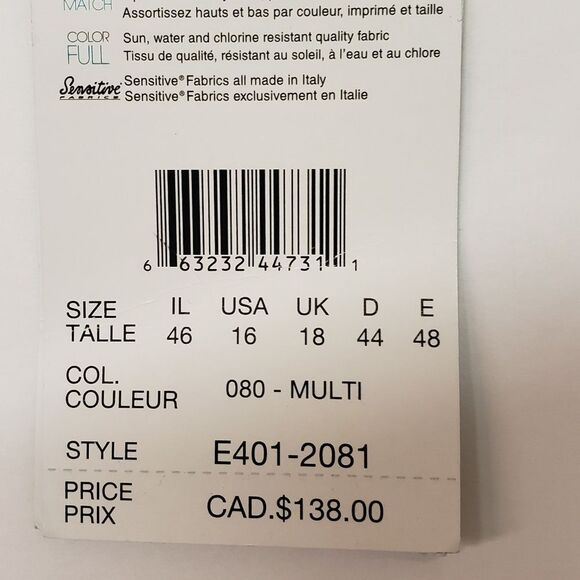 MATCH
Assortissez hauts et bas par couleur, imprimé et taille
COLOR FULL
Sun, water and chlorine resistant quality fabric
Tissu de qualité, résistant au soleil, à l'eau et au chlore
Sensitive FABRICS
Sensitive® Fabrics all made in Italy
Sensitive® Fabrics exclusivement en Italie
6 63232 44731 1
SIZE IL USA UK D E
TÂLLE 46 16 18 44 48
COL.
COULEUR 080 - MULTI
STYLE E401-2081
PRICE
PRIX CAD.$138.00